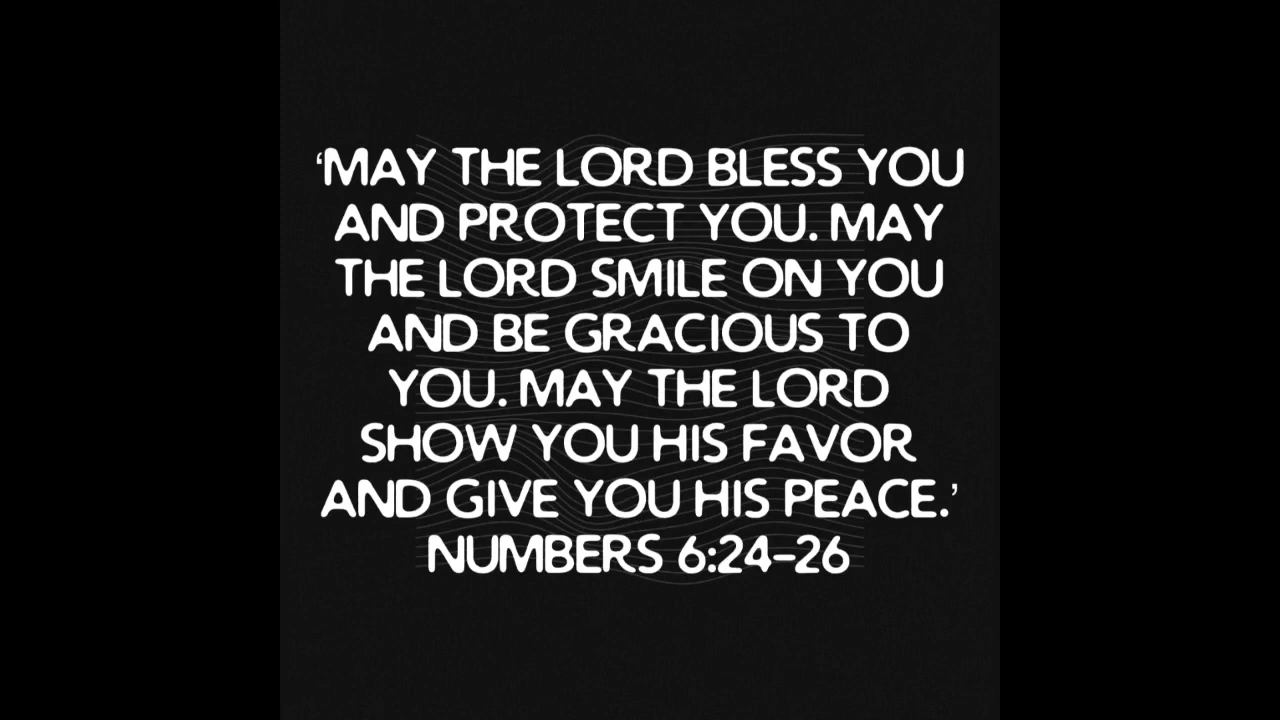 ‘MAY THE LORD BLESS YOU
AND PROTECT YOU. MAY
THE LORD SMILE ON YOU
AND BE GRACIOUS TO
YOU. MAY THE LORD
SHOW YOU HIS FAVOR
AND GIVE YOU HIS PEACE.’
NUMBERS 6:24–26